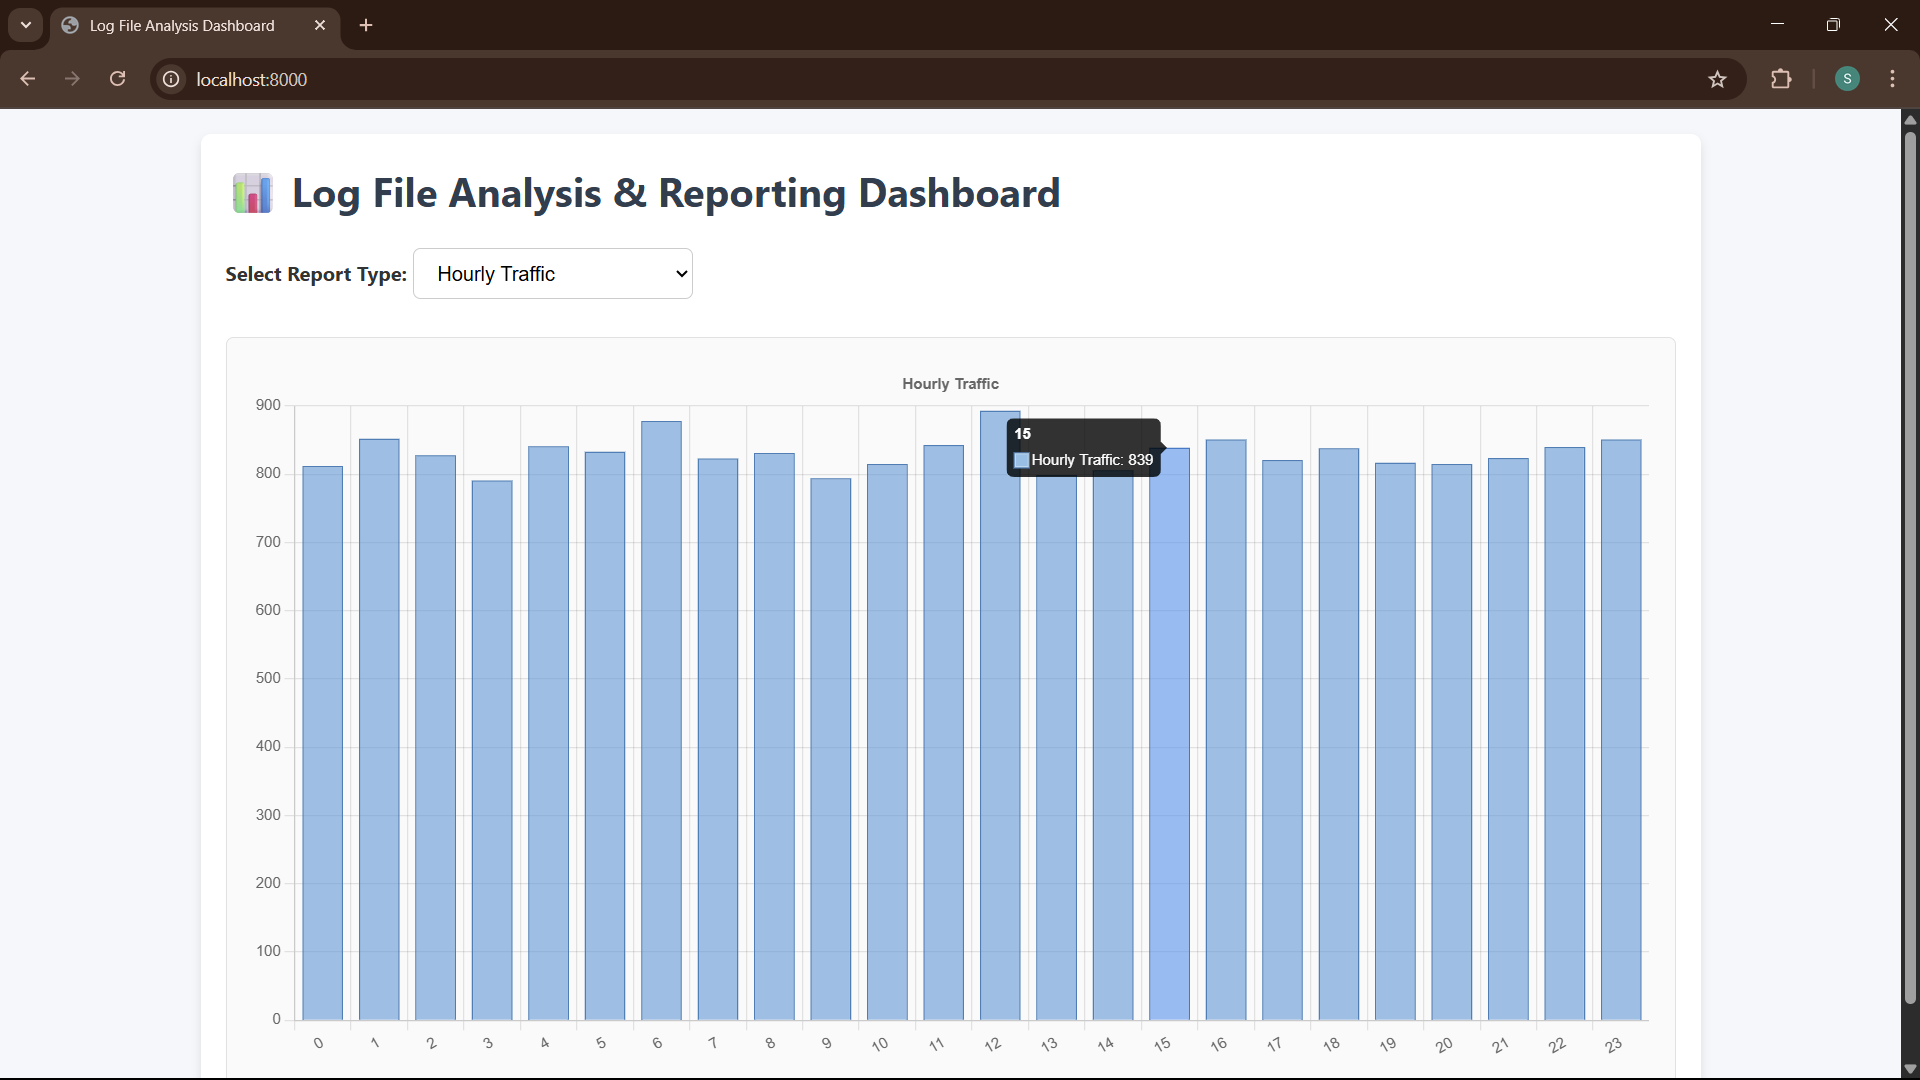 Log File Analysis Dashboard
localhost:8000
S
Log File Analysis & Reporting Dashboard
Select Report Type: Hourly Traffic
Hourly Traffic
900
800
700
600
500
400
300
200
100
0
15
Hourly Traffic: 839
0 1 2 3 4 5 6 7 8 9 10 11 12 13 14 15 16 17 18 19 20 21 22 23